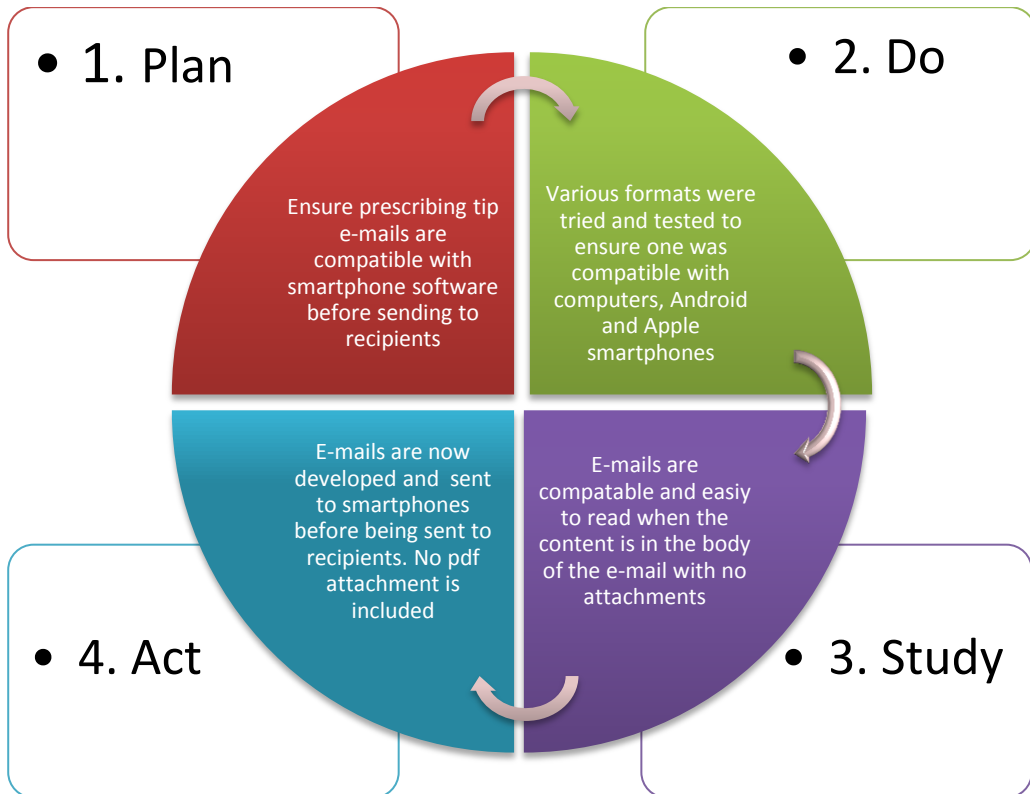 • 1. Plan
• 2. Do
Ensure prescribing tip
e-mails are
compatible with
smartphone software
before sending to
recipients
Various formats were
tried and tested to
ensure one was
compatible with
computers, Android
and Apple
smartphones
E-mails are
compatable and easiy
to read when the
content is in the body
of the e-mail with no
attachments
E-mails are now
developed and  sent
to smartphones
before being sent to
recipients. No pdf
attachment is
included
• 4. Act
• 3. Study